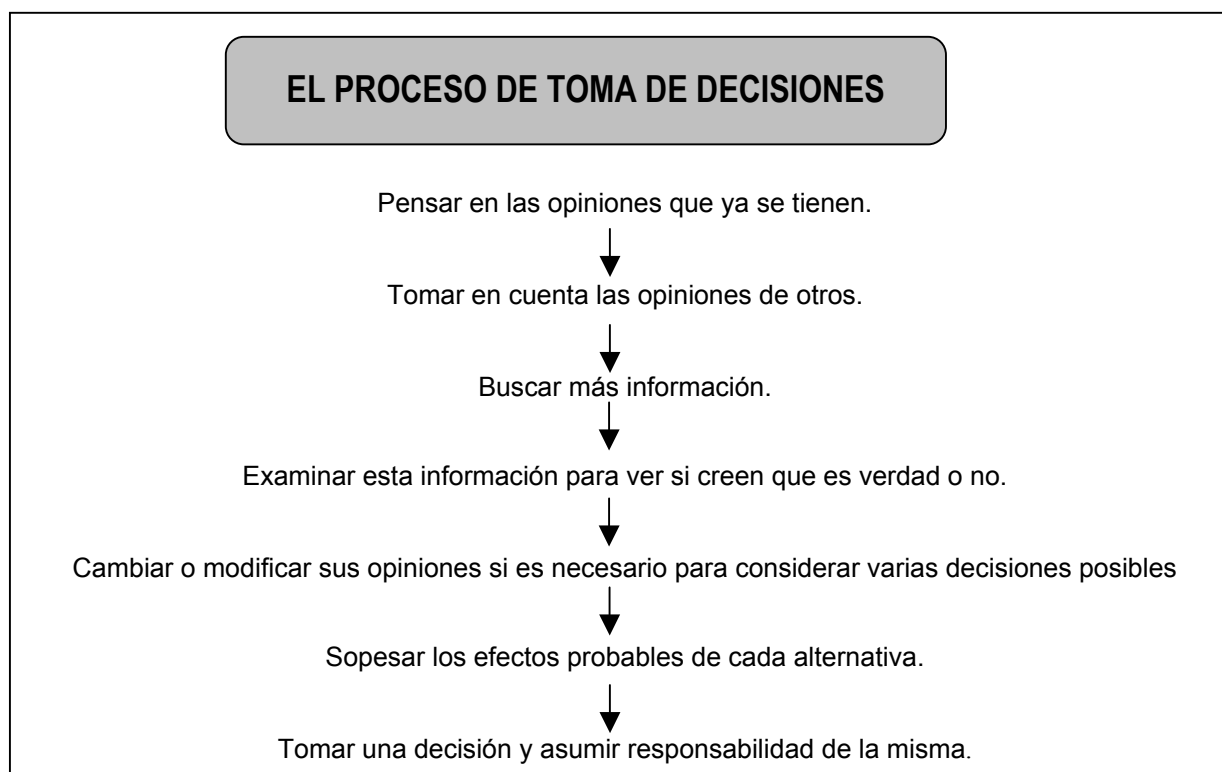 EL PROCESO DE TOMA DE DECISIONES
Pensar en las opiniones que ya se tienen.
Tomar en cuenta las opiniones de otros.
Buscar más información.
Examinar esta información para ver si creen que es verdad o no.
Cambiar o modificar sus opiniones si es necesario para considerar varias decisiones posibles
Sopesar los efectos probables de cada alternativa.
Tomar una decisión y asumir responsabilidad de la misma.